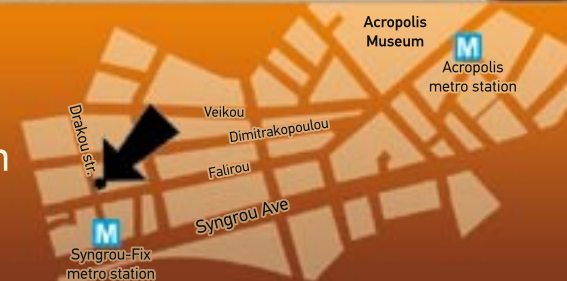 Acropolis
Museum
M
Acropolis
metro station
Veikou
Dimitrakopoulou
Drakou str.
n
Falirou
Syngrou Ave
M
Syngrou-Fix
metro station